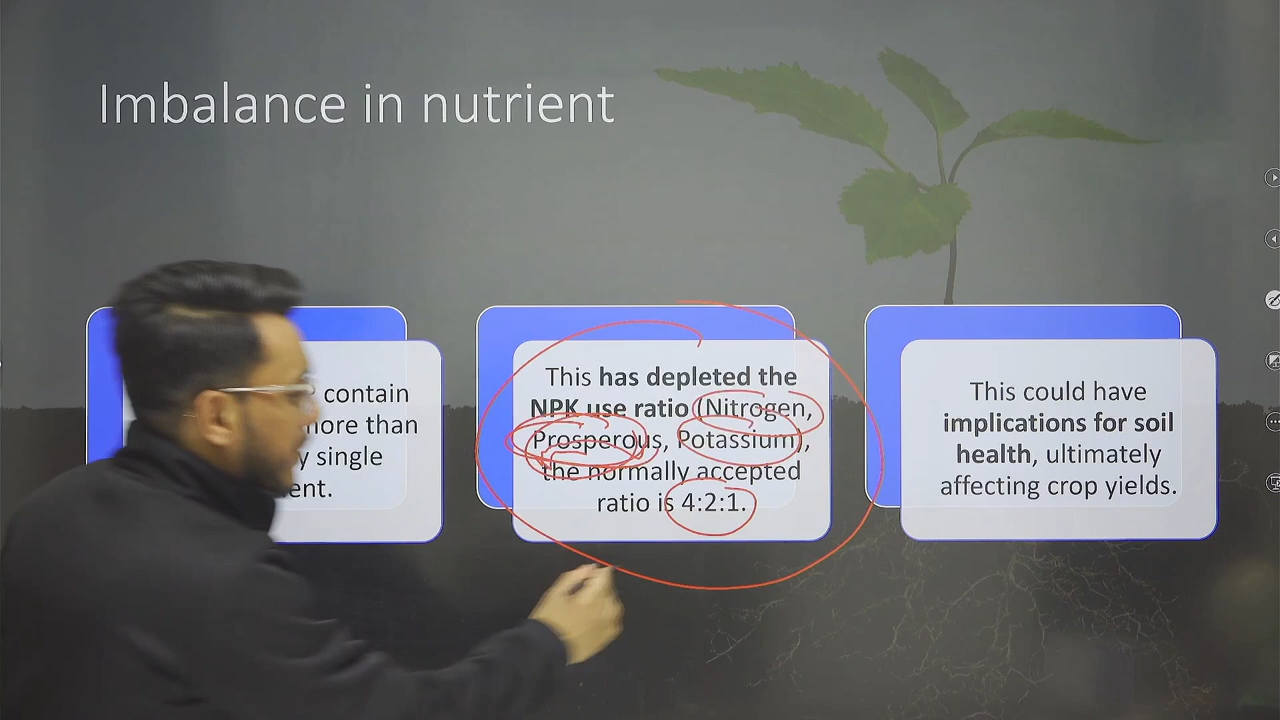 Imbalance in nutrient
contain
more than
single
This has depleted the
NPK use ratio (Nitrogen,
Prosperous, Potassium),
the normally accepted
ratio is 4:2:1.
This could have
implications for soil
health, ultimately
affecting crop yields.